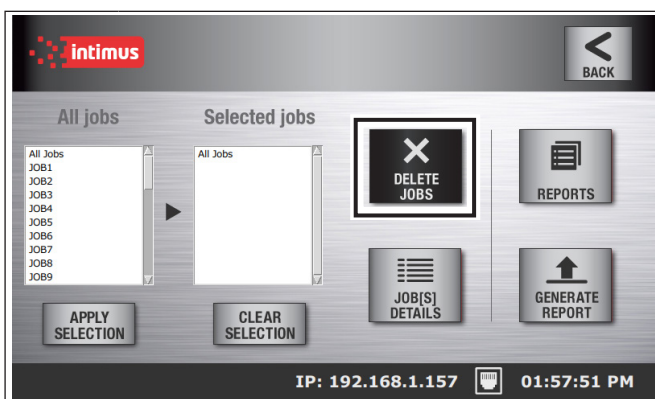 intimus
BACK
All jobs
Selected jobs
All Jobs
JOB1
JOB2
JOB3
JOB4
JOB5
JOB6
JOB7
JOB8
JOB9
All Jobs
DELETE
JOBS
REPORTS
APPLY
SELECTION
CLEAR
SELECTION
JOB[S]
DETAILS
GENERATE
REPORT
IP: 192.168.1.157
01:57:51 PM